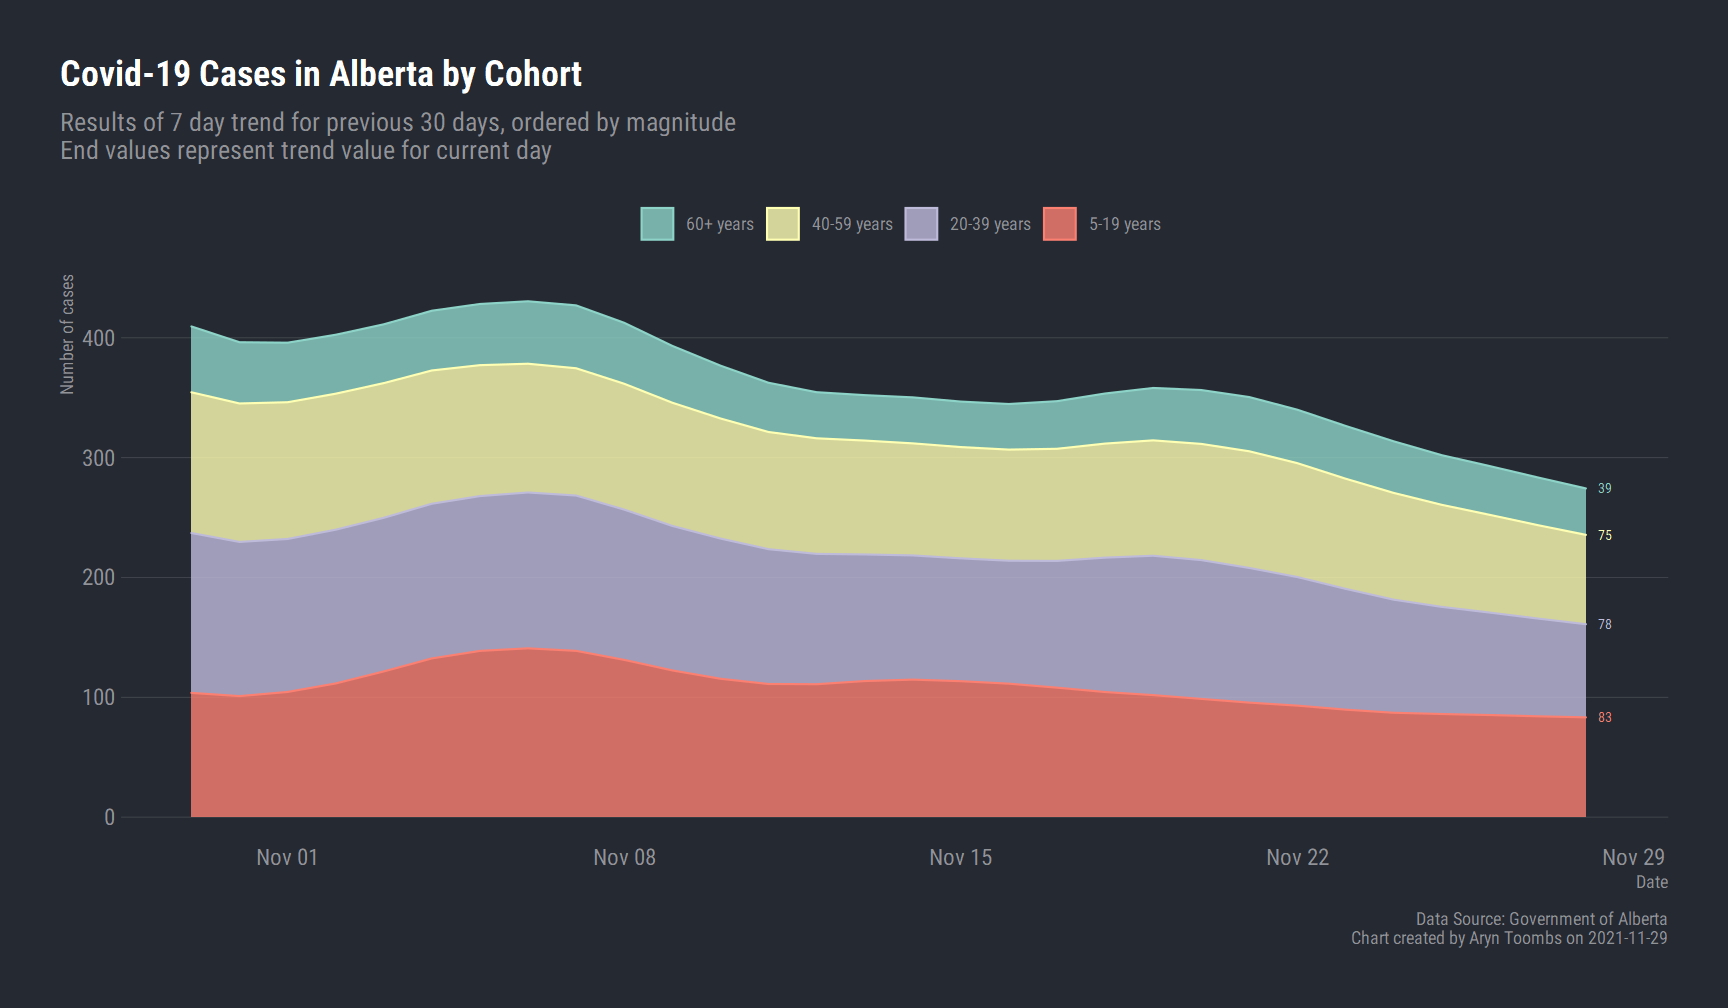 Covid-19 Cases in Alberta by Cohort
Results of 7 day trend for previous 30 days, ordered by magnitude
End values represent trend value for current day
60+ years
40-59 years
20-39 years
5-19 years
Number of cases
400
300
200
100
0
39
75
78
83
Nov 01
Nov 08
Nov 15
Nov 22
Nov 29
Date
Data Source: Government of Alberta
Chart created by Aryn Toombs on 2021-11-29